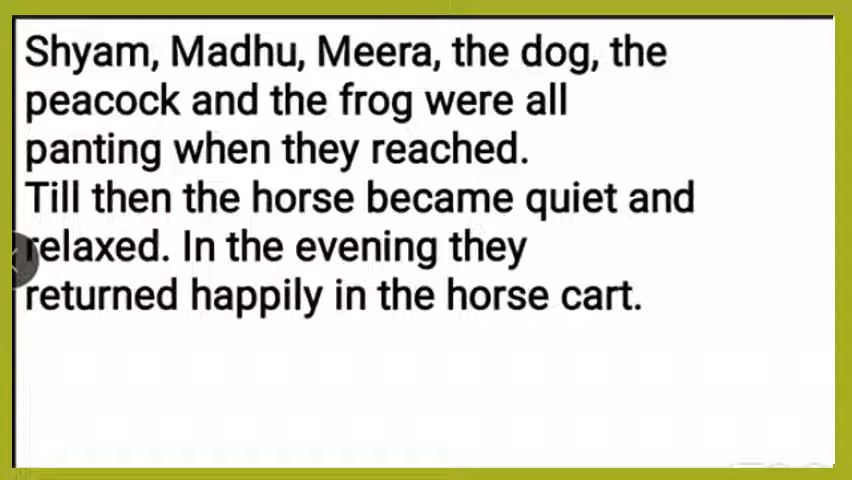 Shyam, Madhu, Meera, the dog, the
peacock and the frog were all
panting when they reached.
Till then the horse became quiet and
relaxed. In the evening they
returned happily in the horse cart.